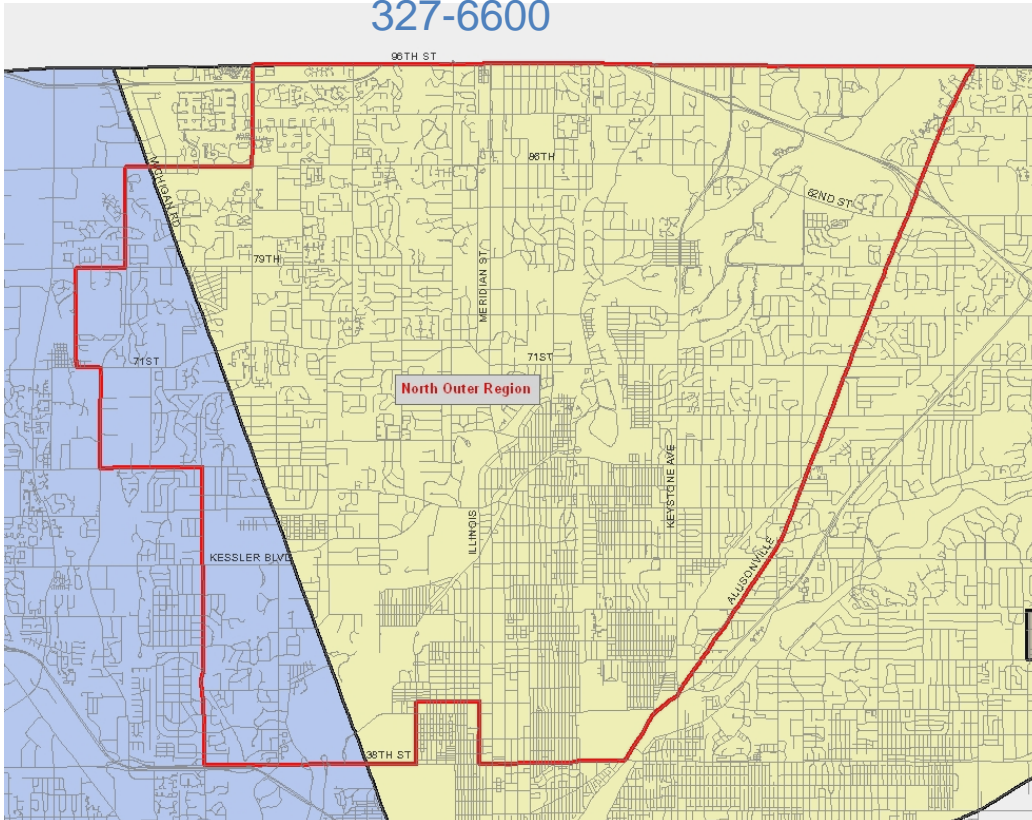 327-6600
96TH ST
MICHIGAN RD
86TH
62ND ST
79TH
MERIDIAN ST
71ST
71ST
North Outer Region
KEYSTONE AVE
ILLINOIS
KESSLER BLVD
ALLISONVILLE
38TH ST